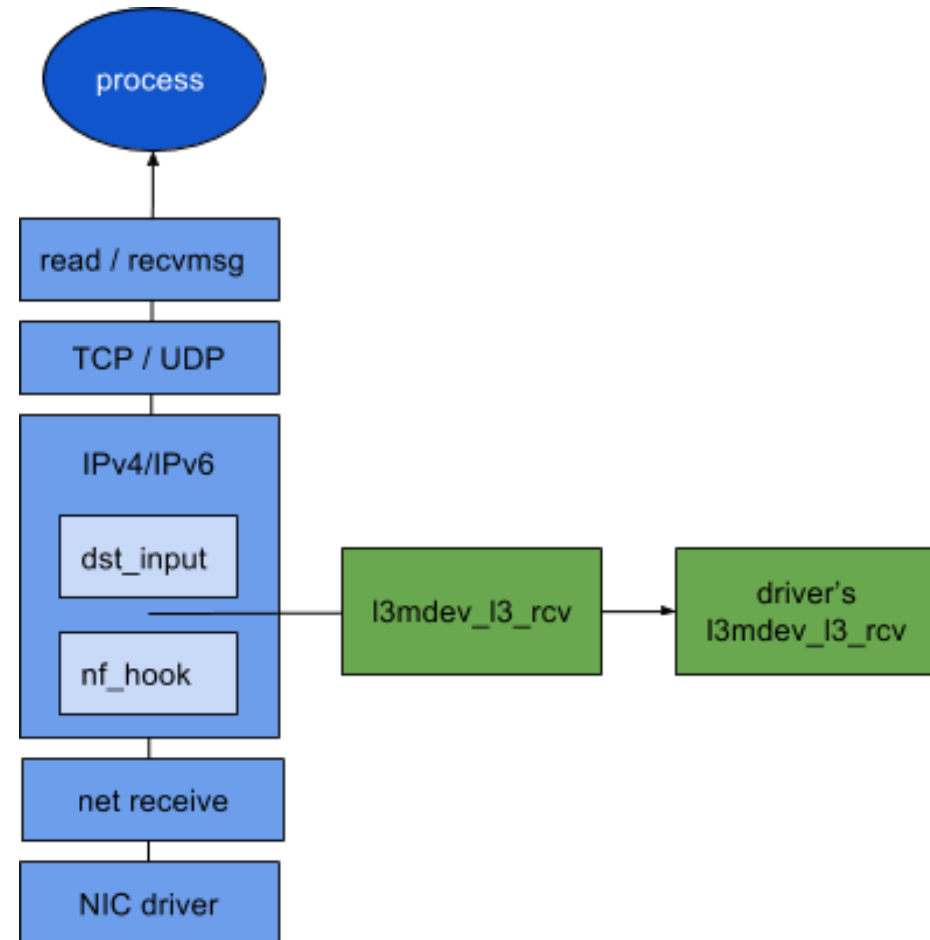 process
read / recvmsg
TCP / UDP
IPv4/IPv6
dst_input
l3mdev_l3_rcv
driver’s
l3mdev_l3_rcv
nf_hook
net receive
NIC driver